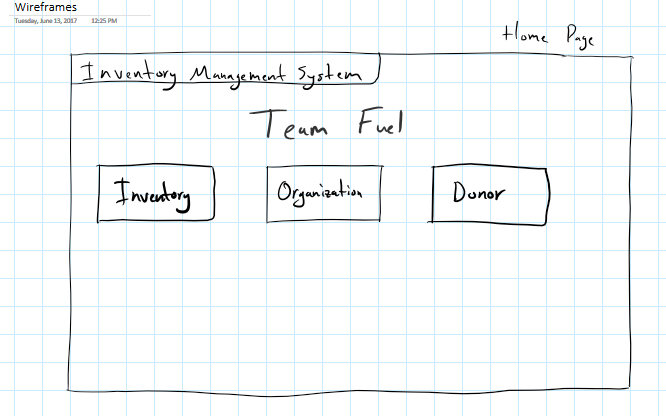 Wireframes
Tuesday, June 13, 2017 12:25 PM
Home Page
Inventory Management System
Team Fuel
Inventory Organization Donor